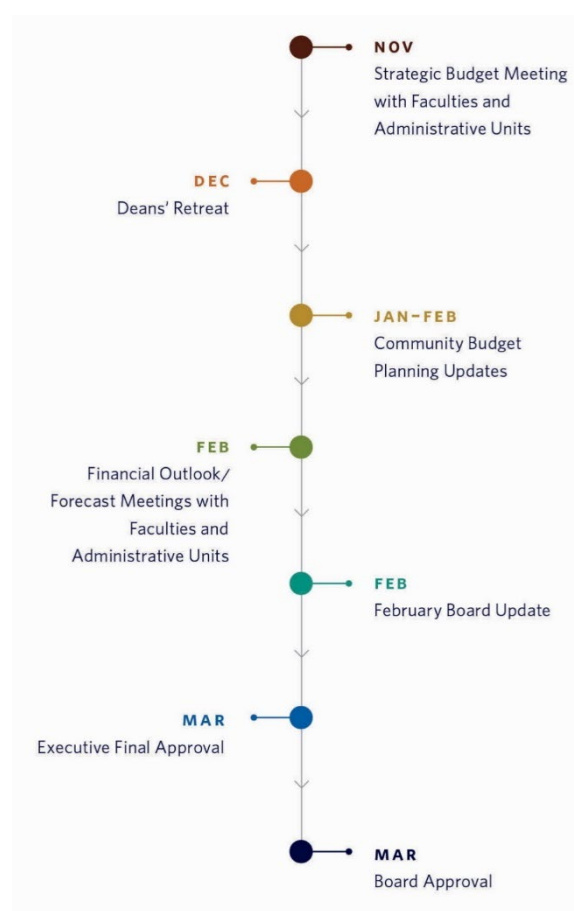 NOV
Strategic Budget Meeting
with Faculties and
Administrative Units
DEC
Deans’ Retreat
JAN–FEB
Community Budget
Planning Updates
FEB
Financial Outlook/
Forecast Meetings with
Faculties and
Administrative Units
FEB
February Board Update
MAR
Executive Final Approval
MAR
Board Approval